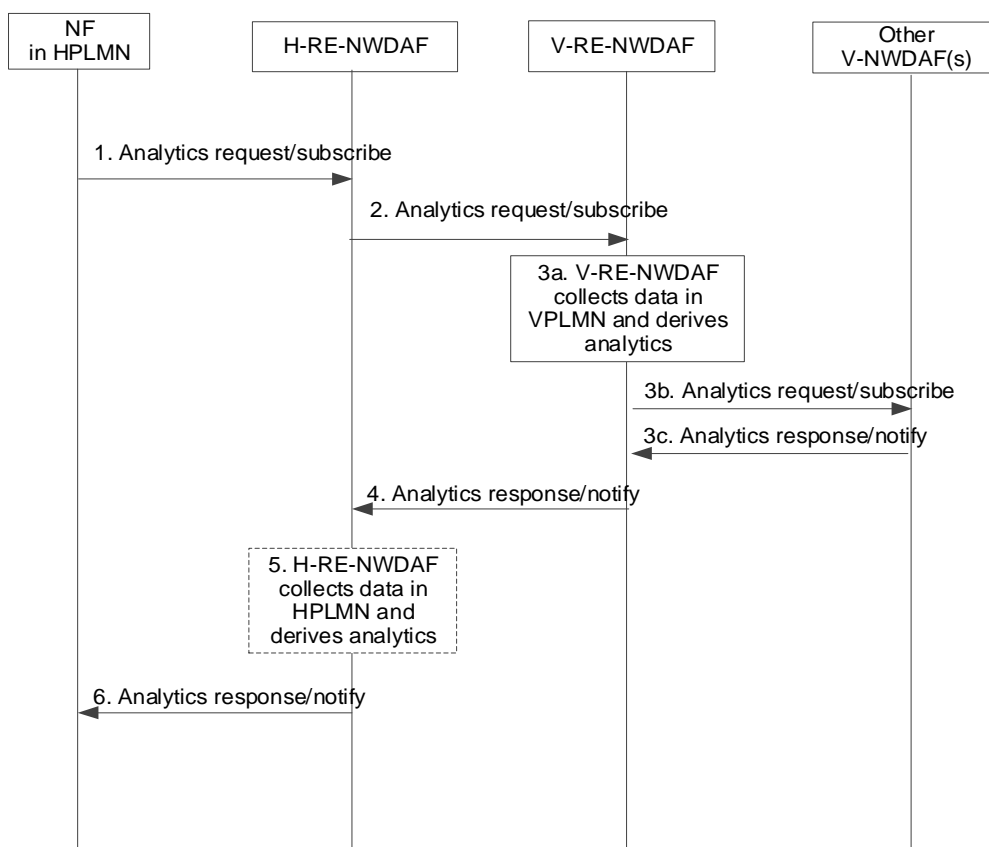 NF
in HPLMN
H-RE-NWDAF
V-RE-NWDAF
Other
V-NWDAF(s)
1. Analytics request/subscribe
2. Analytics request/subscribe
3a. V-RE-NWDAF
collects data in
VPLMN and derives
analytics
3b. Analytics request/subscribe
3c. Analytics response/notify
4. Analytics response/notify
5. H-RE-NWDAF
collects data in
HPLMN and
derives analytics
6. Analytics response/notify